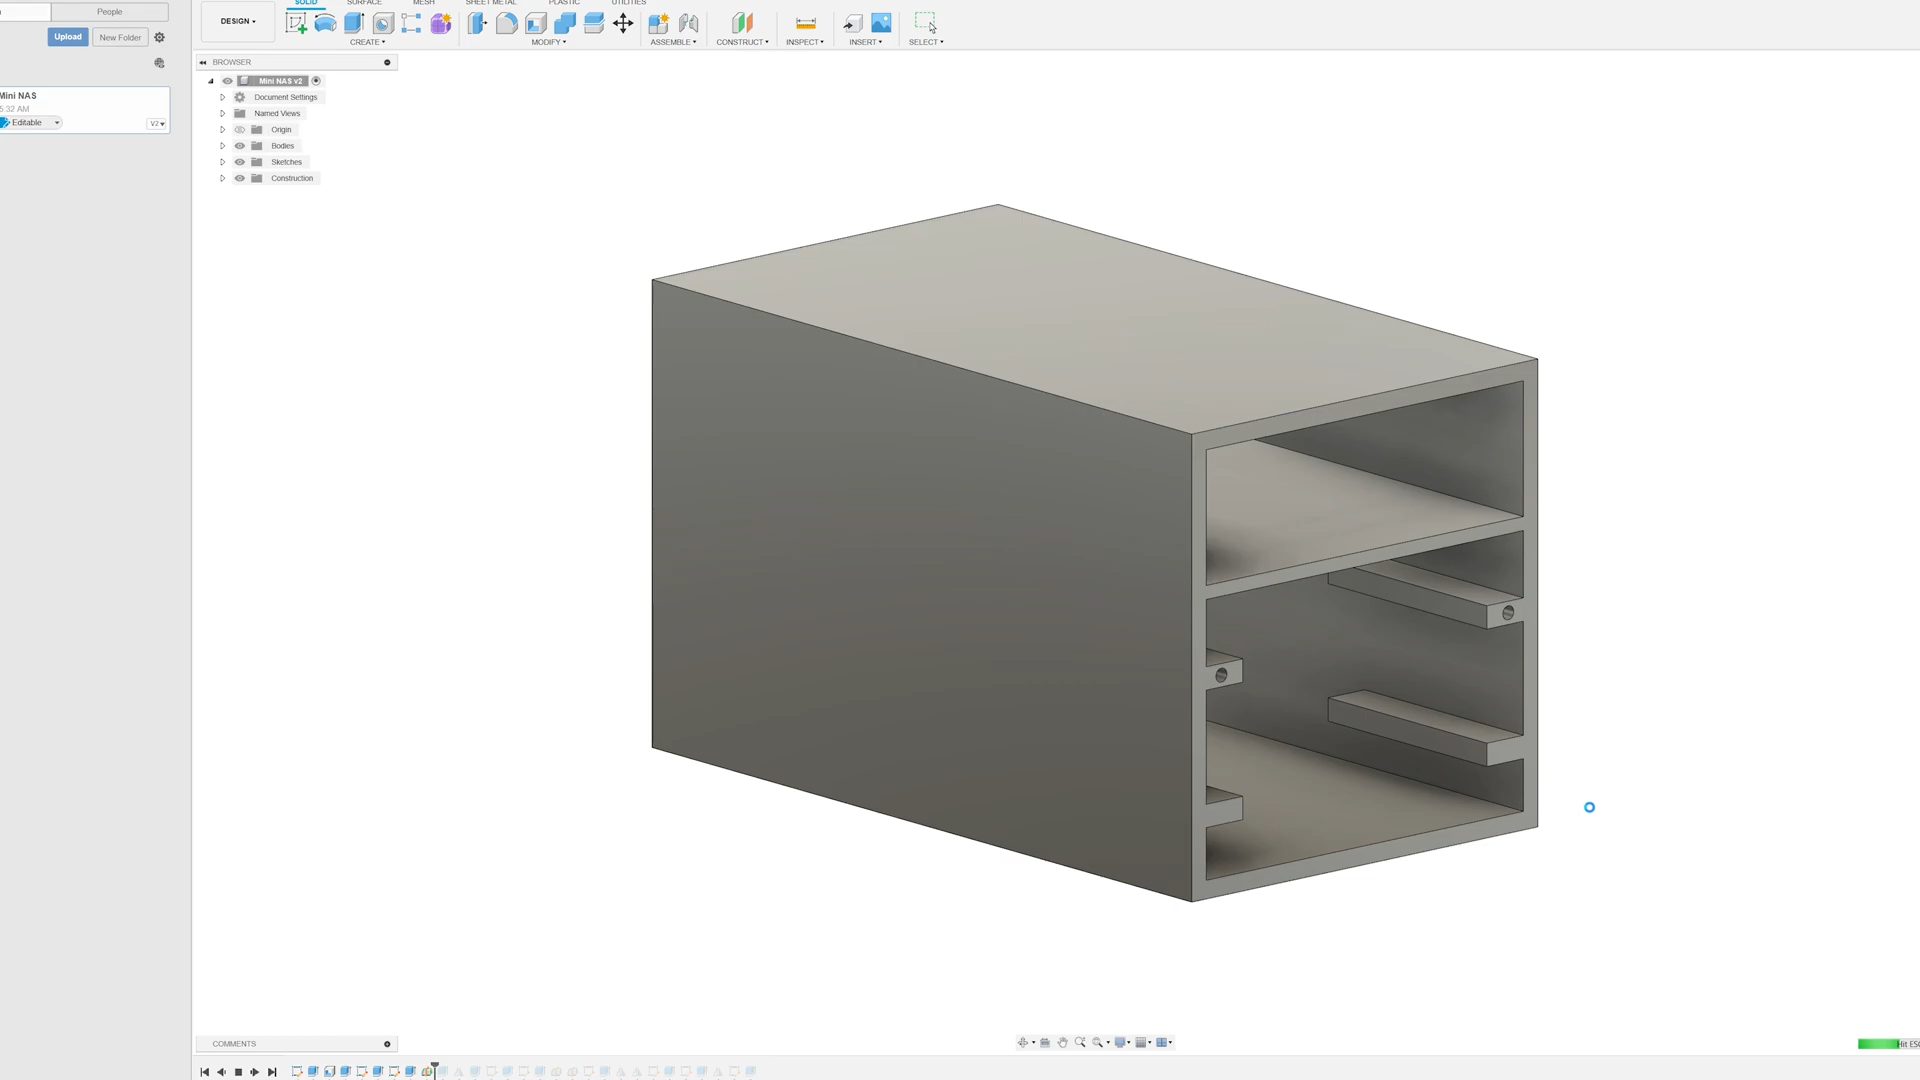 People
Upload
New Folder
Mini NAS
5:32 AM
Editable
V2
DESIGN
SOLID
SURFACE
MESH
SHEET METAL
PLASTIC
UTILITIES
CREATE
MODIFY
ASSEMBLE
CONSTRUCT
INSPECT
INSERT
SELECT
BROWSER
Mini NAS v2
Document Settings
Named Views
Origin
Bodies
Sketches
Construction
COMMENTS
Hit ESC